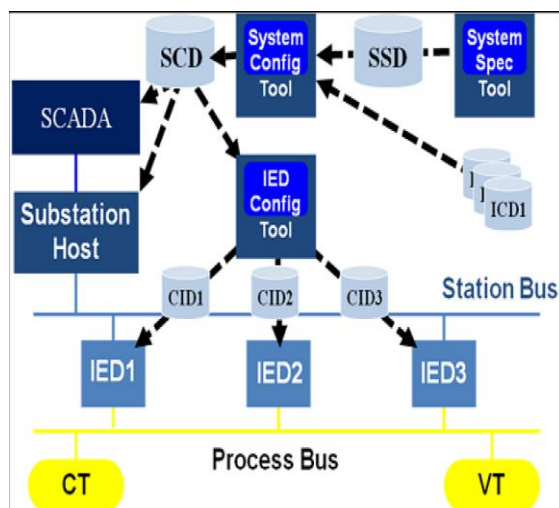 SCD
System
Config
Tool
SSD
System
Spec
Tool
SCADA
Substation
Host
IED
Config
Tool
I
I
ICD1
CID1
CID2
CID3
Station Bus
IED1
IED2
IED3
Process Bus
CT
VT